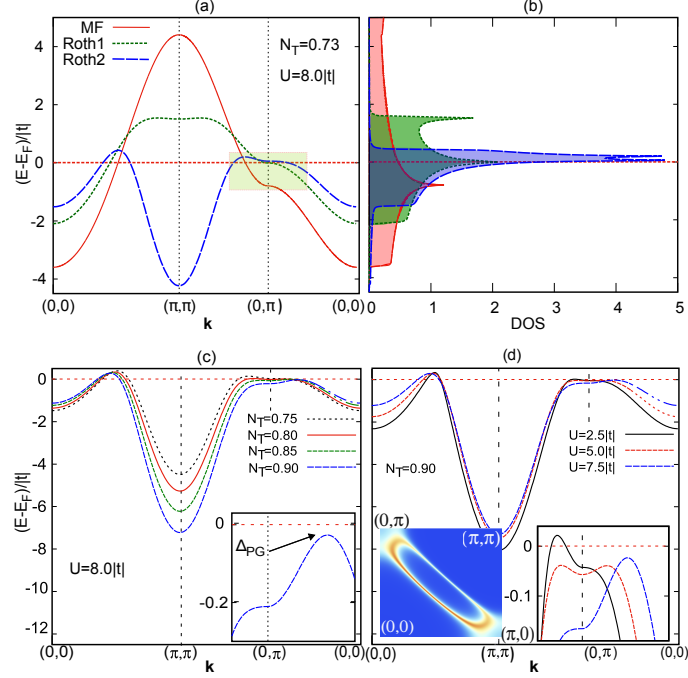 (a)
MF
Roth1
Roth2
N_T=0.73
U=8.0|t|
(E-E_F)/|t|
4
2
0
-2
-4
(0,0)
(π,π)
(0,π)
(0,0)
k
(b)
0
1
2
3
4
5
DOS
(c)
(E-E_F)/|t|
0
-2
-4
-6
-8
-10
-12
N_T=0.75
N_T=0.80
N_T=0.85
N_T=0.90
U=8.0|t|
0
Δ_PG
-0.2
(0,0)
(π,π)
(0,π)
(0,0)
k
(d)
U=2.5|t|
U=5.0|t|
U=7.5|t|
N_T=0.90
(0,π)
(π,π)
(0,0)
(π,0)
0
-0.1
(0,0)
(π,π)
(0,π)
(0,0)
k